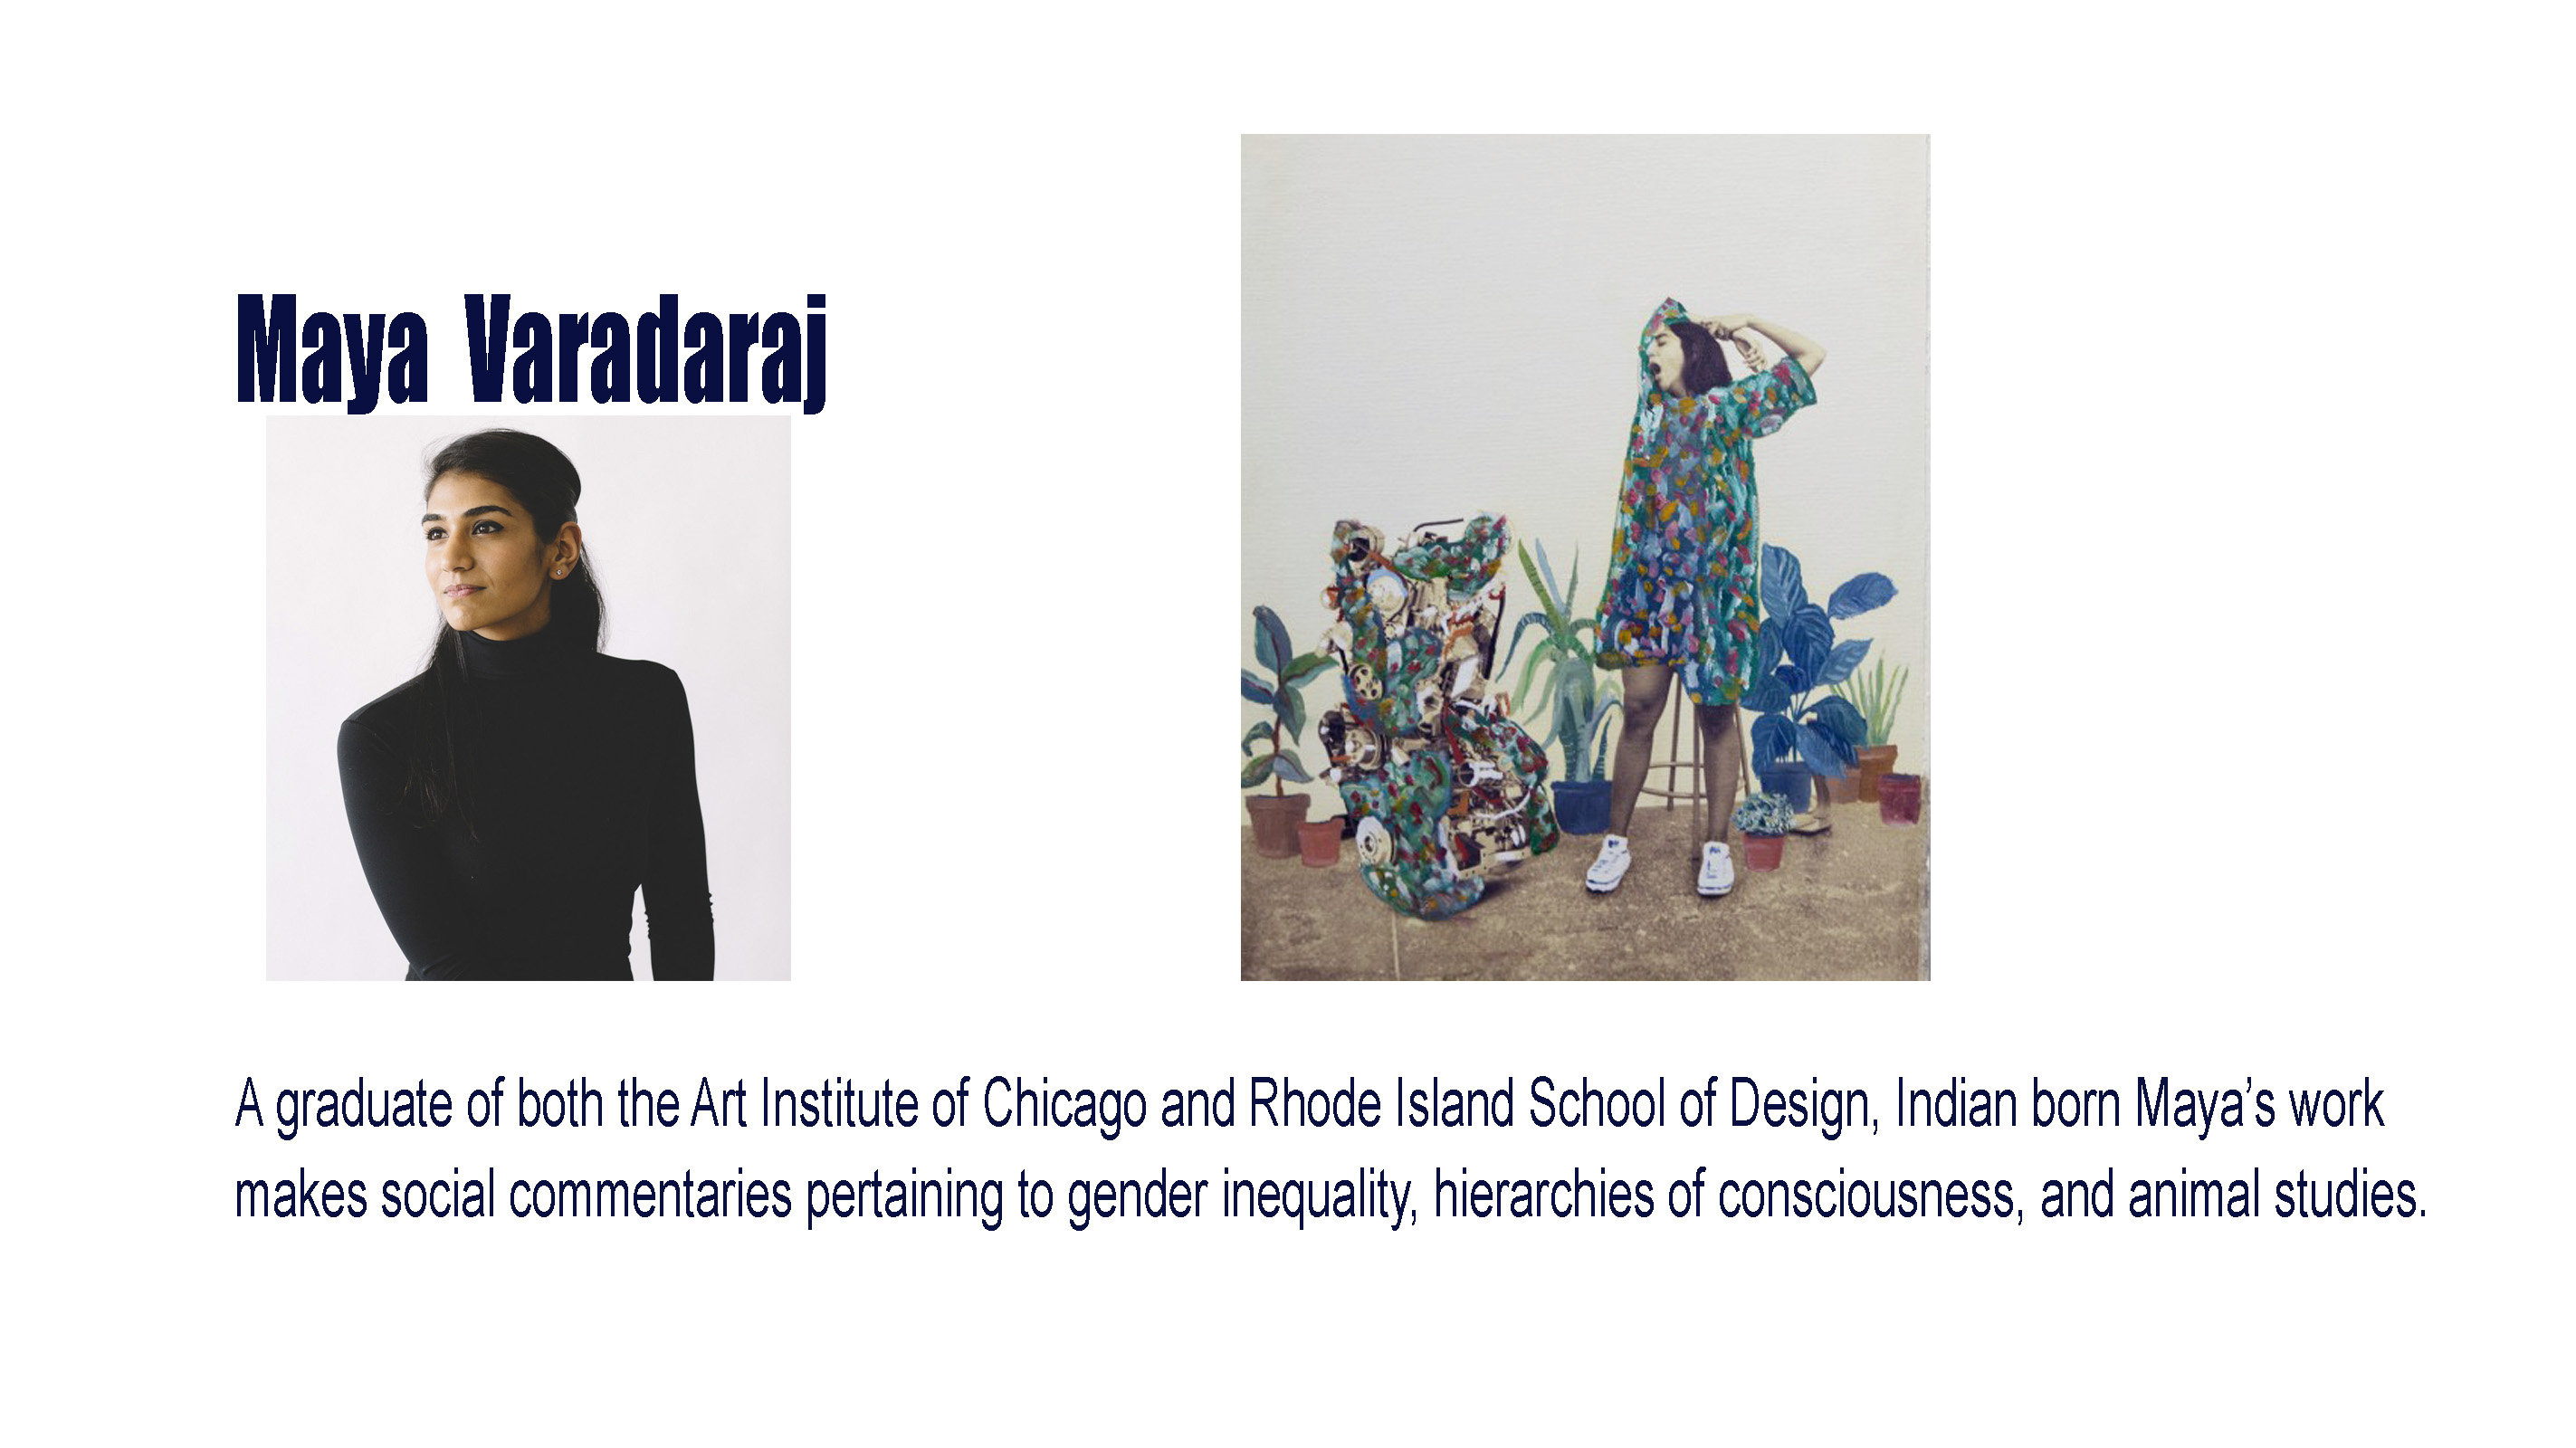 Maya Varadaraj
A graduate of both the Art Institute of Chicago and Rhode Island School of Design, Indian born Maya’s work
makes social commentaries pertaining to gender inequality, hierarchies of consciousness, and animal studies.